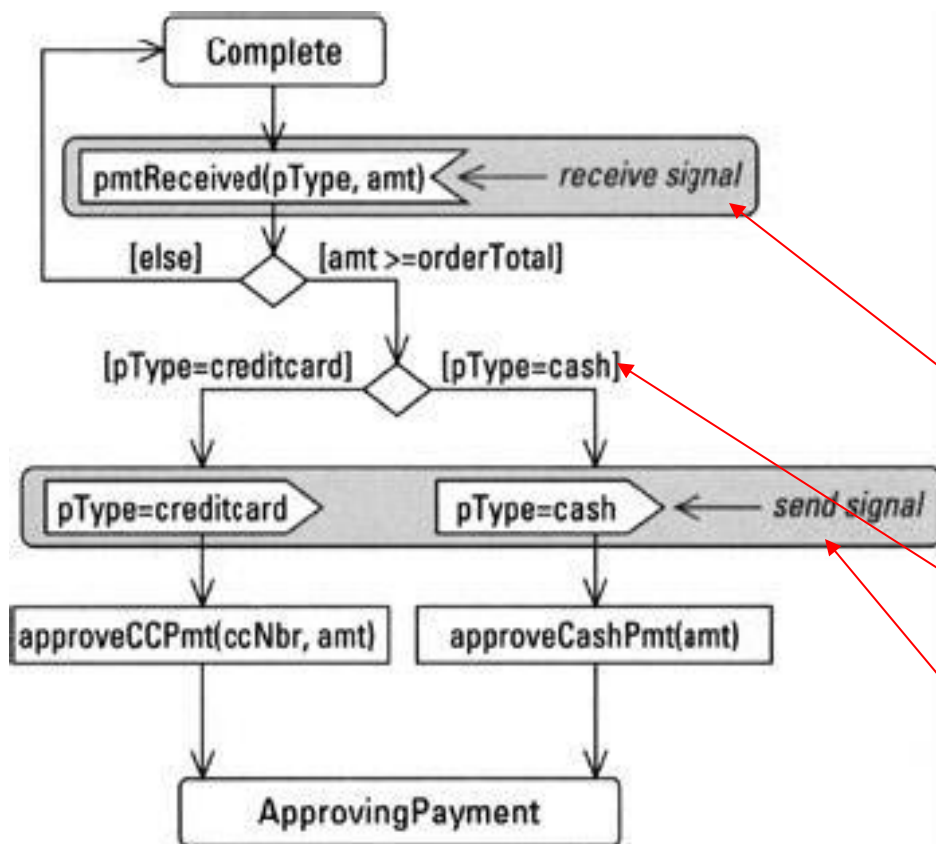 Complete
pmtReceived(pType, amt)
receive signal
[else]
[amt >=orderTotal]
[pType=creditcard]
[pType=cash]
pType=creditcard
pType=cash
send signal
approveCCPmt(ccNbr, amt)
approveCashPmt(amt)
ApprovingPayment